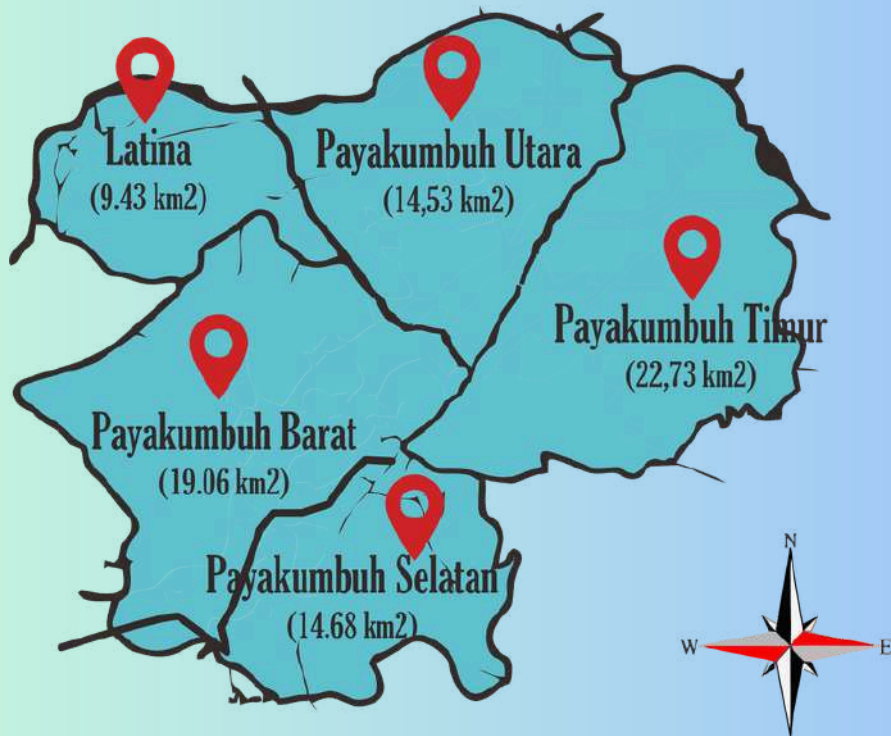 Latina
(9.43 km2)
Payakumbuh Utara
(14,53 km2)
Payakumbuh Timur
(22,73 km2)
Payakumbuh Barat
(19.06 km2)
Payakumbuh Selatan
(14.68 km2)
N
W
E